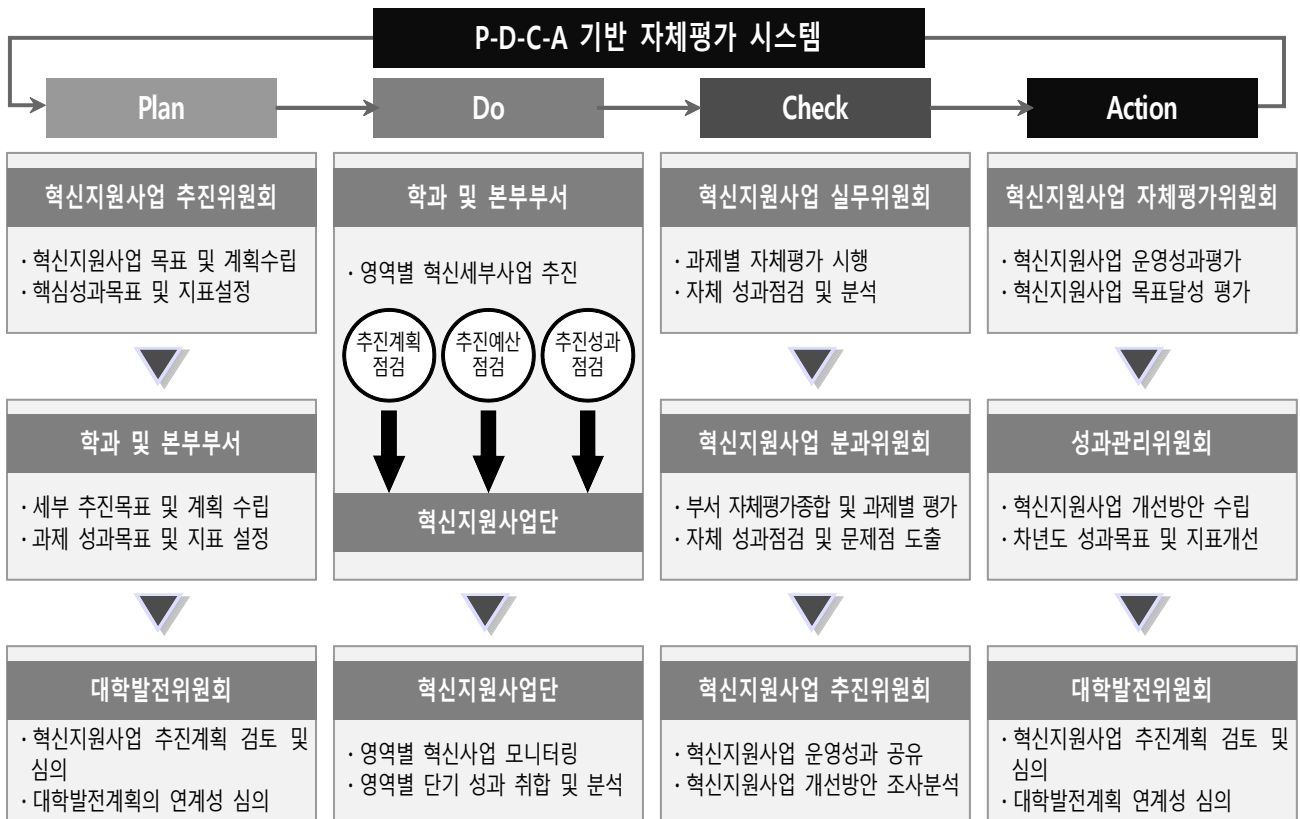 P-D-C-A 기반 자체평가 시스템
Plan
Do
Check
Action
혁신지원사업 추진위원회
· 혁신지원사업 목표 및 계획수립
· 핵심성과목표 및 지표설정
학과 및 본부부서
· 세부 추진목표 및 계획 수립
· 과제 성과목표 및 지표 설정
대학발전위원회
· 혁신지원사업 추진계획 검토 및
심의
· 대학발전계획의 연계성 심의
학과 및 본부부서
· 영역별 혁신세부사업 추진
추진계획
점검
추진예산
점검
추진성과
점검
혁신지원사업단
혁신지원사업단
· 영역별 혁신사업 모니터링
· 영역별 단기 성과 취합 및 분석
혁신지원사업 실무위원회
· 과제별 자체평가 시행
· 자체 성과점검 및 분석
혁신지원사업 분과위원회
· 부서 자체평가종합 및 과제별 평가
· 자체 성과점검 및 문제점 도출
혁신지원사업 추진위원회
· 혁신지원사업 운영성과 공유
· 혁신지원사업 개선방안 조사분석
혁신지원사업 자체평가위원회
· 혁신지원사업 운영성과평가
· 혁신지원사업 목표달성 평가
성과관리위원회
· 혁신지원사업 개선방안 수립
· 차년도 성과목표 및 지표개선
대학발전위원회
· 혁신지원사업 추진계획 검토 및
심의
· 대학발전계획 연계성 심의